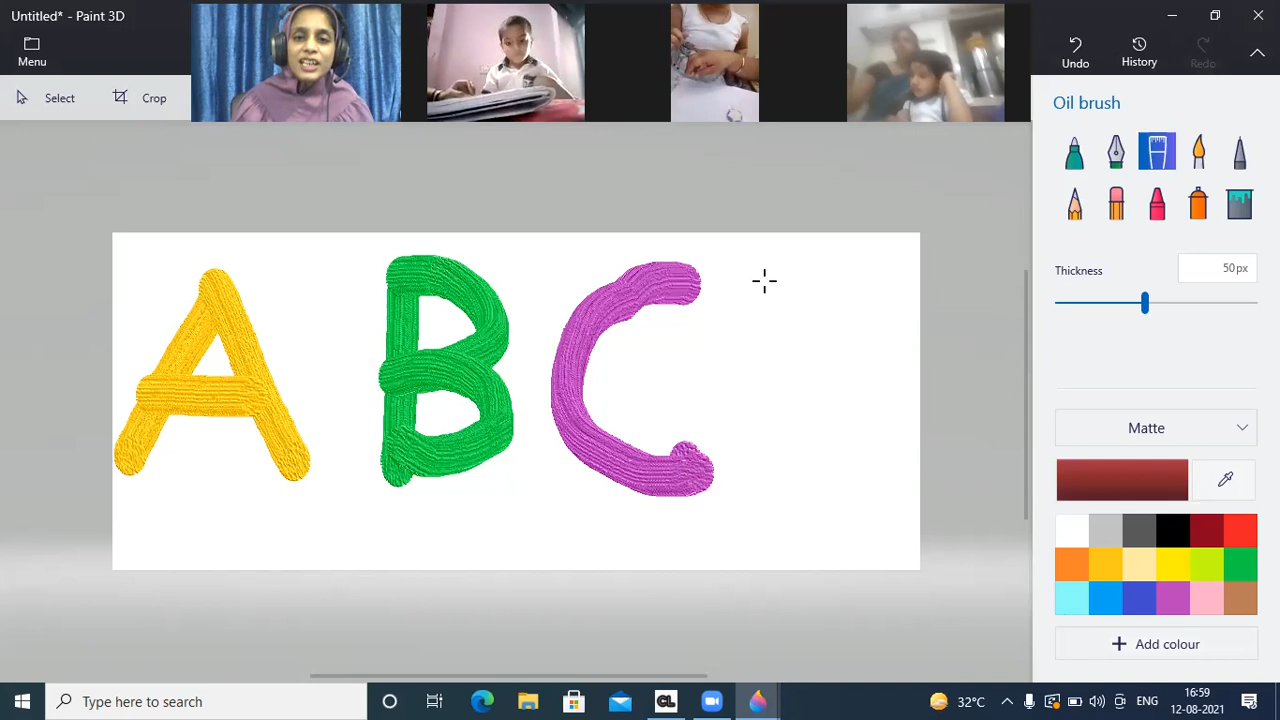 Untitled* - Paint 3D
Menu
Undo
History
Redo
Select
Crop
Oil brush
Thickness
50px
A B C
Matte
Add colour
Type here to search
CL
32°C
ENG
16:59
12-08-2021